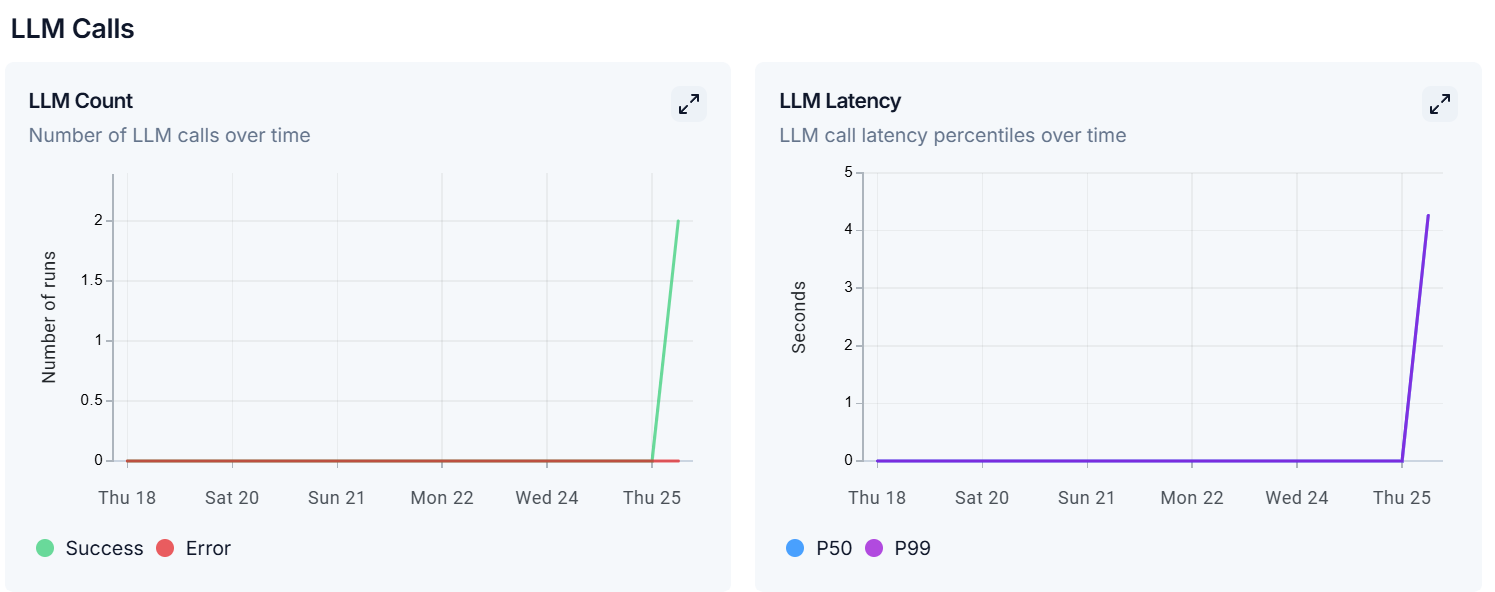 LLM Calls
LLM Count
Number of LLM calls over time
Number of runs
2
1.5
1
0.5
0
Thu 18 Sat 20 Sun 21 Mon 22 Wed 24 Thu 25
Success Error
LLM Latency
LLM call latency percentiles over time
Seconds
5
4
3
2
1
0
Thu 18 Sat 20 Sun 21 Mon 22 Wed 24 Thu 25
P50 P99